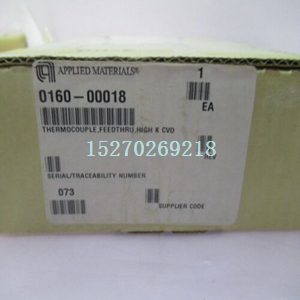 APPLIED MATERIALS®
1
0160-00018
EA
THERMOCOUPLE,FEEDTHRU,HIGH K CVD
15270269218
SERIAL/TRACEABILITY NUMBER
073
SUPPLIER CODE